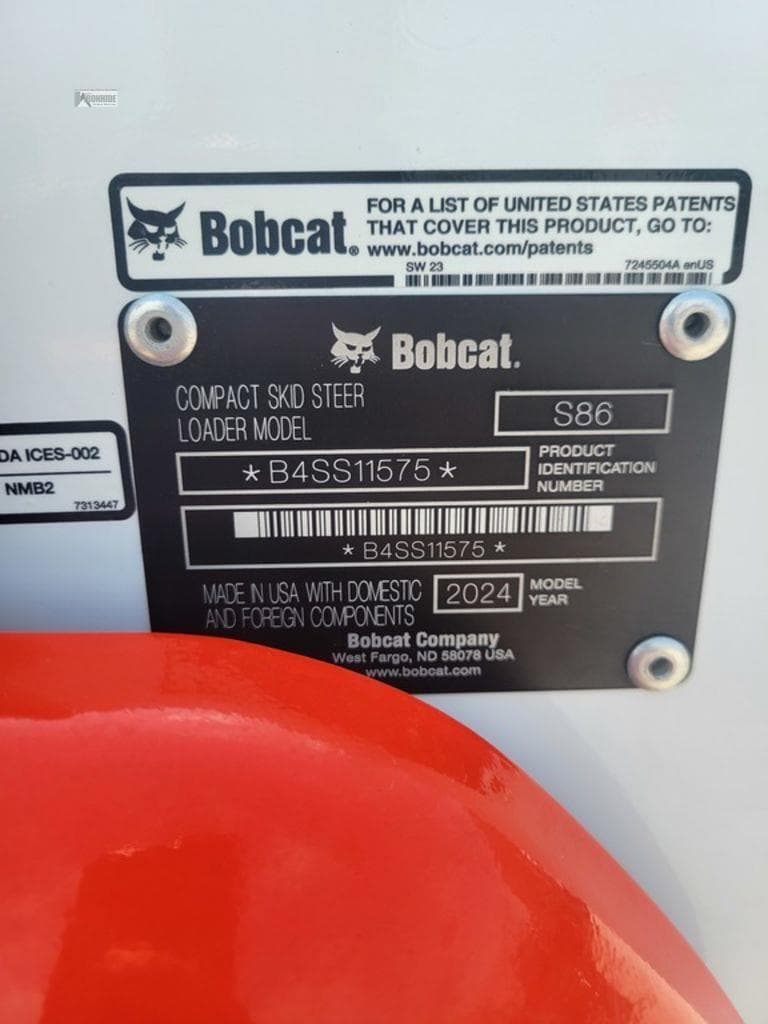 IRONRIDE
Bobcat®
FOR A LIST OF UNITED STATES PATENTS
THAT COVER THIS PRODUCT, GO TO:
www.bobcat.com/patents
SW 23
7245504A enUS
Bobcat.
COMPACT SKID STEER
LOADER MODEL
S86
*B4SS11575*
PRODUCT
IDENTIFICATION
NUMBER
*B4SS11575*
DA ICES-002
NMB2
7313447
MADE IN USA WITH DOMESTIC
AND FOREIGN COMPONENTS
2024
MODEL
YEAR
Bobcat Company
West Fargo, ND 58078 USA
www.bobcat.com